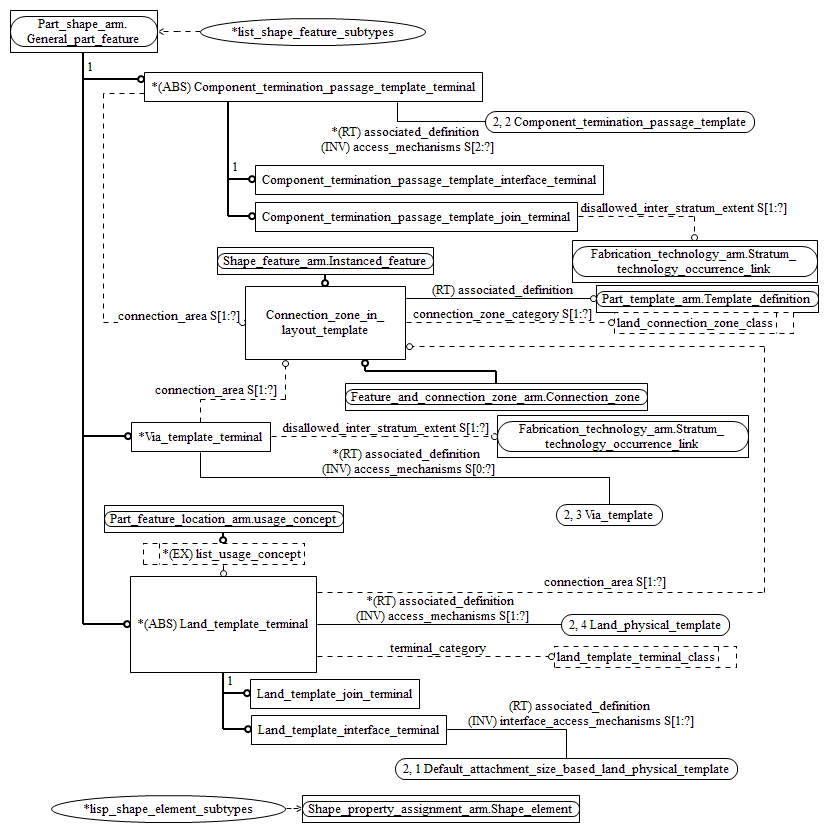 Part_shape_arm.
General_part_feature
*list_shape_feature_subtypes
1
*(ABS) Component_termination_passage_template_terminal
2, 2 Component_termination_passage_template
*(RT) associated_definition
(INV) access_mechanisms S[2:?]
1
Component_termination_passage_template_interface_terminal
Component_termination_passage_template_join_terminal
disallowed_inter_stratum_extent S[1:?]
Fabrication_technology_arm.Stratum_
technology_occurrence_link
Shape_feature_arm.Instanced_feature
(RT) associated_definition
Part_template_arm.Template_definition
connection_area S[1:?]
Connection_zone_in_
layout_template
connection_zone_category S[1:?]
land_connection_zone_class
connection_area S[1:?]
Feature_and_connection_zone_arm.Connection_zone
*Via_template_terminal
disallowed_inter_stratum_extent S[1:?]
Fabrication_technology_arm.Stratum_
technology_occurrence_link
*(RT) associated_definition
(INV) access_mechanisms S[0:?]
2, 3 Via_template
Part_feature_location_arm.usage_concept
*(EX) list_usage_concept
connection_area S[1:?]
*(ABS) Land_template_terminal
*(RT) associated_definition
(INV) access_mechanisms S[1:?]
2, 4 Land_physical_template
terminal_category
land_template_terminal_class
1
Land_template_join_terminal
Land_template_interface_terminal
(RT) associated_definition
(INV) interface_access_mechanisms S[1:?]
2, 1 Default_attachment_size_based_land_physical_template
*lisp_shape_element_subtypes
Shape_property_assignment_arm.Shape_element